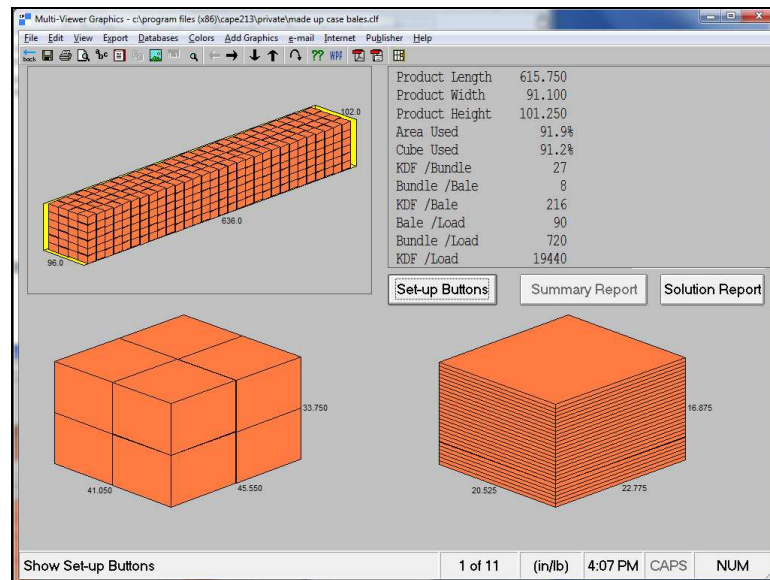 Multi-Viewer Graphics - c:\program files (x86)\cape213\private\made up case bales.clf
File Edit View Export Databases Colors Add Graphics e-mail Internet Publisher Help
back ?? WPP
Product Length 615.750
Product Width 91.100
Product Height 101.250
Area Used 91.9%
Cube Used 91.2%
KDF /Bundle 27
Bundle /Bale 8
KDF /Bale 216
Bale /Load 90
Bundle /Load 720
KDF /Load 19440
102.0
636.0
96.0
Set-up Buttons Summary Report Solution Report
33.750
41.050
45.550
16.875
20.525
22.775
Show Set-up Buttons 1 of 11 (in/lb) 4:07 PM CAPS NUM